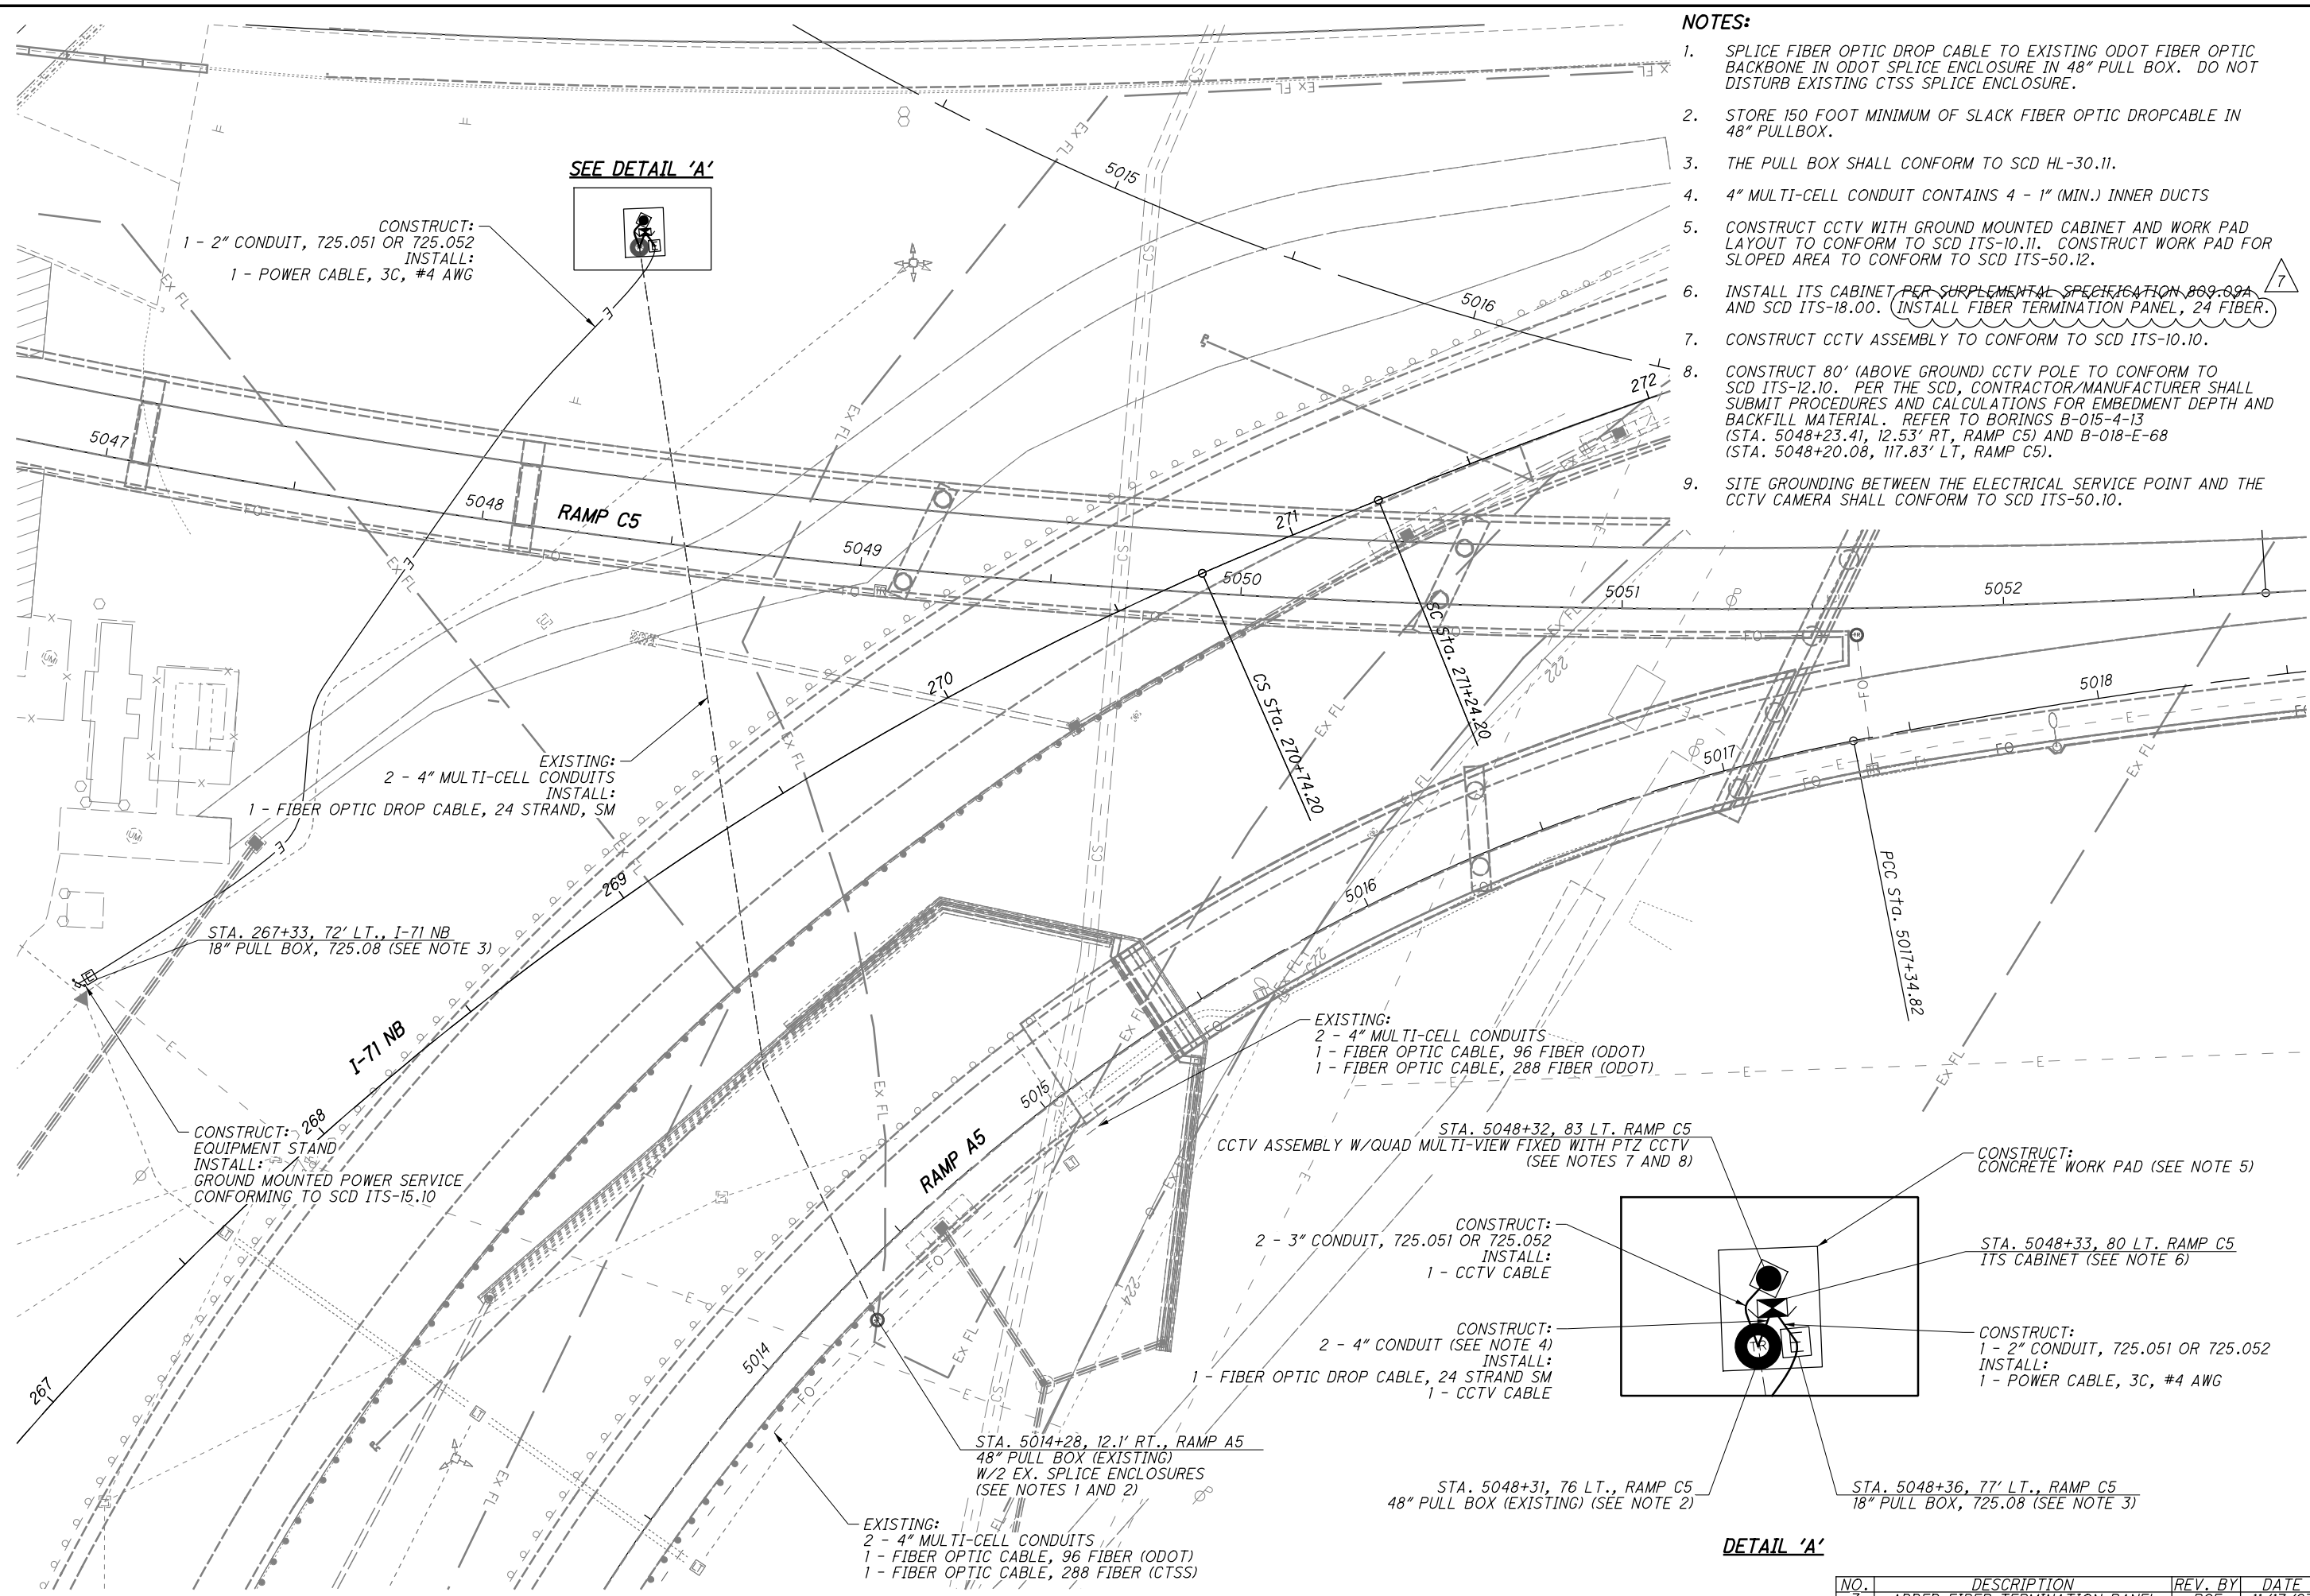 NOTES:
1. SPLICE FIBER OPTIC DROP CABLE TO EXISTING ODOT FIBER OPTIC
BACKBONE IN ODOT SPLICE ENCLOSURE IN 48" PULL BOX. DO NOT
DISTURB EXISTING CTSS SPLICE ENCLOSURE.
2. STORE 150 FOOT MINIMUM OF SLACK FIBER OPTIC DROPCABLE IN
48" PULLBOX.
3. THE PULL BOX SHALL CONFORM TO SCD HL-30.11.
4. 4" MULTI-CELL CONDUIT CONTAINS 4 - 1" (MIN.) INNER DUCTS
5. CONSTRUCT CCTV WITH GROUND MOUNTED CABINET AND WORK PAD
LAYOUT TO CONFORM TO SCD ITS-10.11. CONSTRUCT WORK PAD FOR
SLOPED AREA TO CONFORM TO SCD ITS-50.12.
6. INSTALL ITS CABINET PER SUPPLEMENTAL SPECIFICATION 809.09A
AND SCD ITS-18.00. INSTALL FIBER TERMINATION PANEL, 24 FIBER.
7
7. CONSTRUCT CCTV ASSEMBLY TO CONFORM TO SCD ITS-10.10.
8. CONSTRUCT 80' (ABOVE GROUND) CCTV POLE TO CONFORM TO
SCD ITS-12.10. PER THE SCD, CONTRACTOR/MANUFACTURER SHALL
SUBMIT PROCEDURES AND CALCULATIONS FOR EMBEDMENT DEPTH AND
BACKFILL MATERIAL. REFER TO BORINGS B-015-4-13
(STA. 5048+23.41, 12.53' RT, RAMP C5) AND B-018-E-68
(STA. 5048+20.08, 117.83' LT, RAMP C5).
9. SITE GROUNDING BETWEEN THE ELECTRICAL SERVICE POINT AND THE
CCTV CAMERA SHALL CONFORM TO SCD ITS-50.10.
SEE DETAIL 'A'
CONSTRUCT:
1 - 2" CONDUIT, 725.051 OR 725.052
INSTALL:
1 - POWER CABLE, 3C, #4 AWG
5015
5016
272
5047
5048
RAMP C5
5049
271
5050
5051
5052
270
CS Sta. 270+74.20
SC Sta. 271+24.20
5018
5017
EXISTING:
2 - 4" MULTI-CELL CONDUITS
INSTALL:
1 - FIBER OPTIC DROP CABLE, 24 STRAND, SM
269
5016
PCC Sta. 5017+34.82
STA. 267+33, 72' LT., I-71 NB
18" PULL BOX, 725.08 (SEE NOTE 3)
I-71 NB
268
267
CONSTRUCT:
EQUIPMENT STAND
INSTALL:
GROUND MOUNTED POWER SERVICE
CONFORMING TO SCD ITS-15.10
EXISTING:
2 - 4" MULTI-CELL CONDUITS
1 - FIBER OPTIC CABLE, 96 FIBER (ODOT)
1 - FIBER OPTIC CABLE, 288 FIBER (ODOT)
5015
RAMP A5
5014
STA. 5014+28, 12.1' RT., RAMP A5
48" PULL BOX (EXISTING)
W/2 EX. SPLICE ENCLOSURES
(SEE NOTES 1 AND 2)
EXISTING:
2 - 4" MULTI-CELL CONDUITS
1 - FIBER OPTIC CABLE, 96 FIBER (ODOT)
1 - FIBER OPTIC CABLE, 288 FIBER (CTSS)
STA. 5048+32, 83 LT. RAMP C5
CCTV ASSEMBLY W/QUAD MULTI-VIEW FIXED WITH PTZ CCTV
(SEE NOTES 7 AND 8)
CONSTRUCT:
CONCRETE WORK PAD (SEE NOTE 5)
CONSTRUCT:
2 - 3" CONDUIT, 725.051 OR 725.052
INSTALL:
1 - CCTV CABLE
STA. 5048+33, 80 LT. RAMP C5
ITS CABINET (SEE NOTE 6)
CONSTRUCT:
2 - 4" CONDUIT (SEE NOTE 4)
INSTALL:
1 - FIBER OPTIC DROP CABLE, 24 STRAND SM
1 - CCTV CABLE
CONSTRUCT:
1 - 2" CONDUIT, 725.051 OR 725.052
INSTALL:
1 - POWER CABLE, 3C, #4 AWG
STA. 5048+31, 76 LT., RAMP C5
48" PULL BOX (EXISTING) (SEE NOTE 2)
STA. 5048+36, 77' LT., RAMP C5
18" PULL BOX, 725.08 (SEE NOTE 3)
DETAIL 'A'
NO. DESCRIPTION REV. BY DATE
7 ADDED FIBER TERMINATION PANEL
EX FL
CS
FO
E
TR
UM
222
223
224